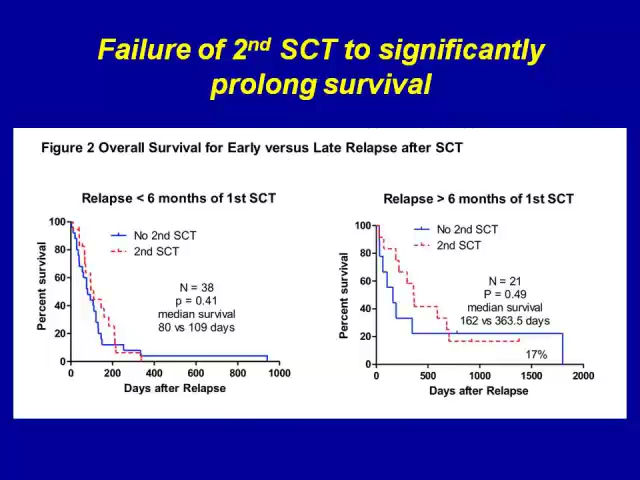 Failure of 2nd SCT to significantly
prolong survival
Figure 2 Overall Survival for Early versus Late Relapse after SCT
Relapse < 6 months of 1st SCT
100
80
60
40
20
0
Percent survival
No 2nd SCT
2nd SCT
N = 38
p = 0.41
median survival
80 vs 109 days
0 200 400 600 800 1000
Days after Relapse
Relapse > 6 months of 1st SCT
100
80
60
40
20
0
Percent survival
No 2nd SCT
2nd SCT
N = 21
P = 0.49
median survival
162 vs 363.5 days
17%
0 500 1000 1500 2000
Days after Relapse